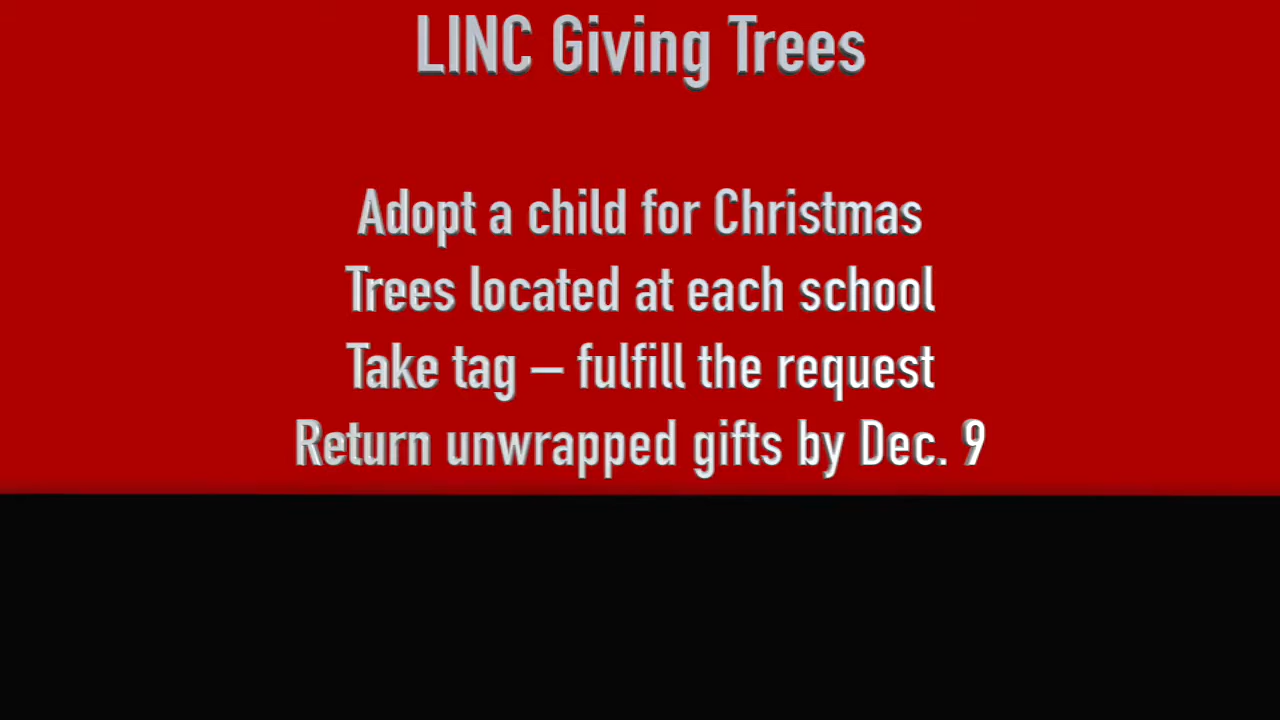 LINC Giving Trees
Adopt a child for Christmas
Trees located at each school
Take tag – fulfill the request
Return unwrapped gifts by Dec. 9